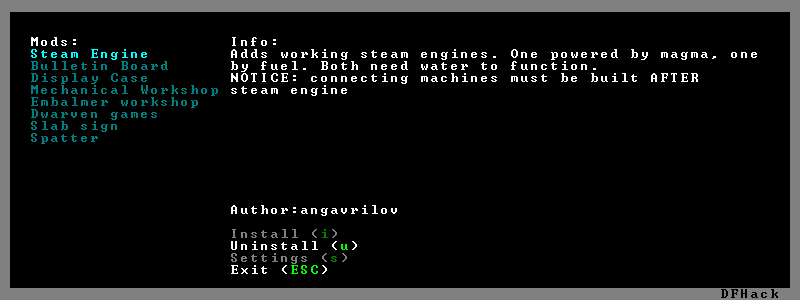 Mods:
Steam Engine
Bulletin Board
Display Case
Mechanical Workshop
Embalmer workshop
Dwarven games
Slab sign
Spatter
Info:
Adds working steam engines. One powered by magma, one
by fuel. Both need water to function.
NOTICE: connecting machines must be built AFTER
steam engine
Author:angavrilov
Install (i)
Uninstall (u)
Settings (s)
Exit (ESC)
DFHack